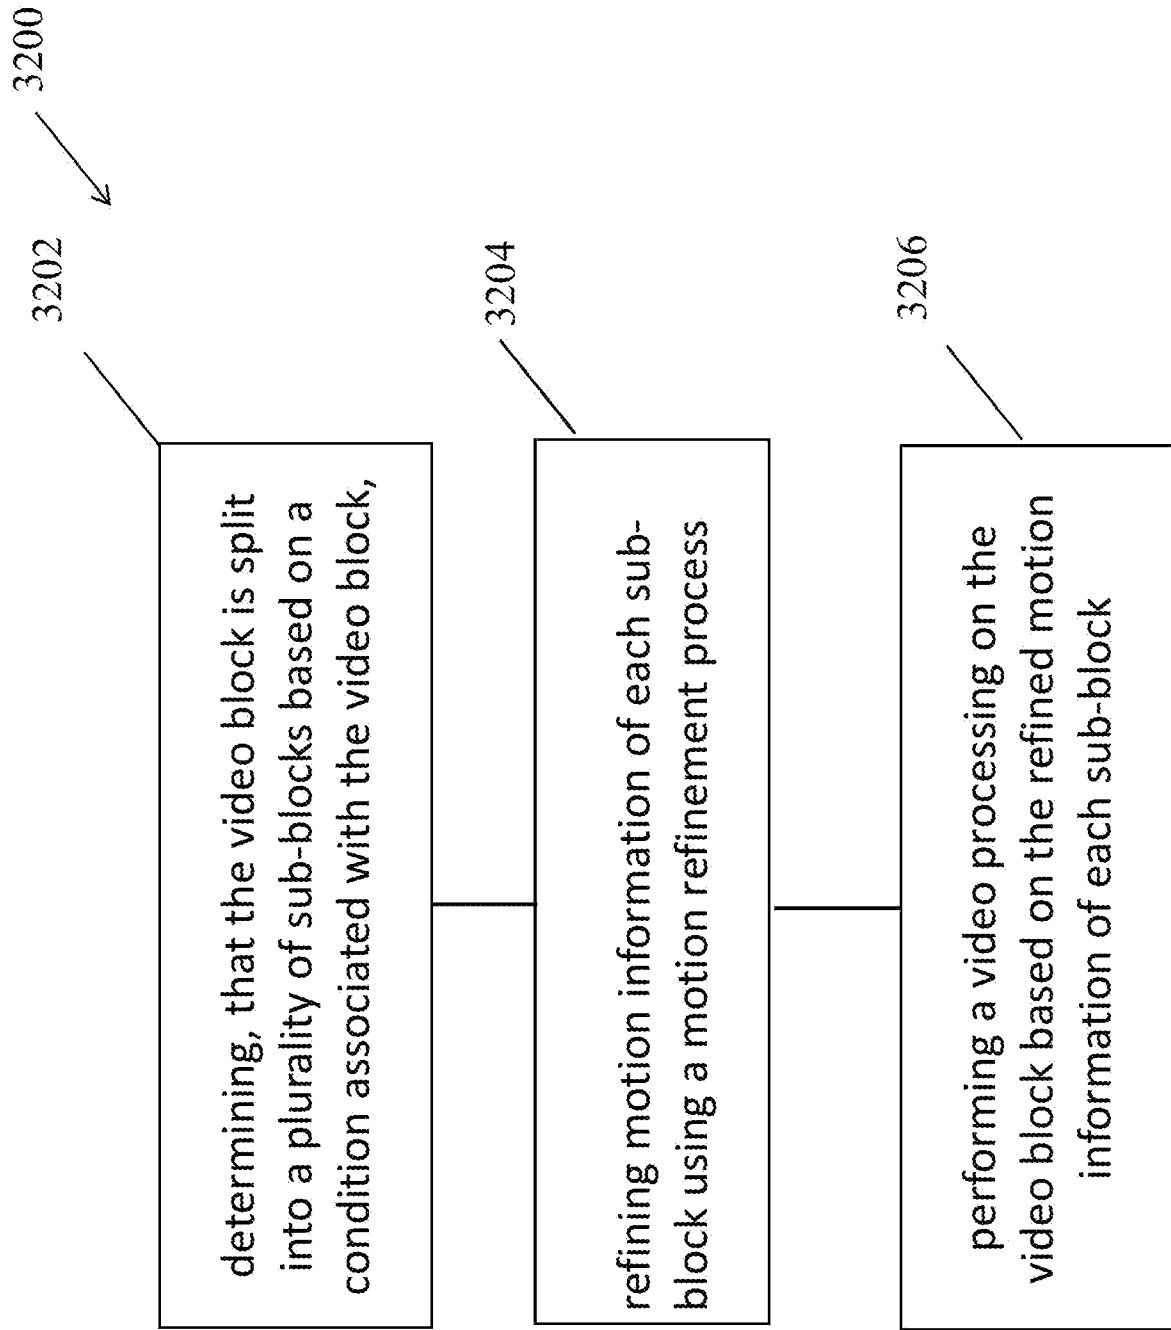 3200
3202
determining, that the video block is split
into a plurality of sub-blocks based on a
condition associated with the video block,
3204
refining motion information of each sub-
block using a motion refinement process
3206
performing a video processing on the
video block based on the refined motion
information of each sub-block